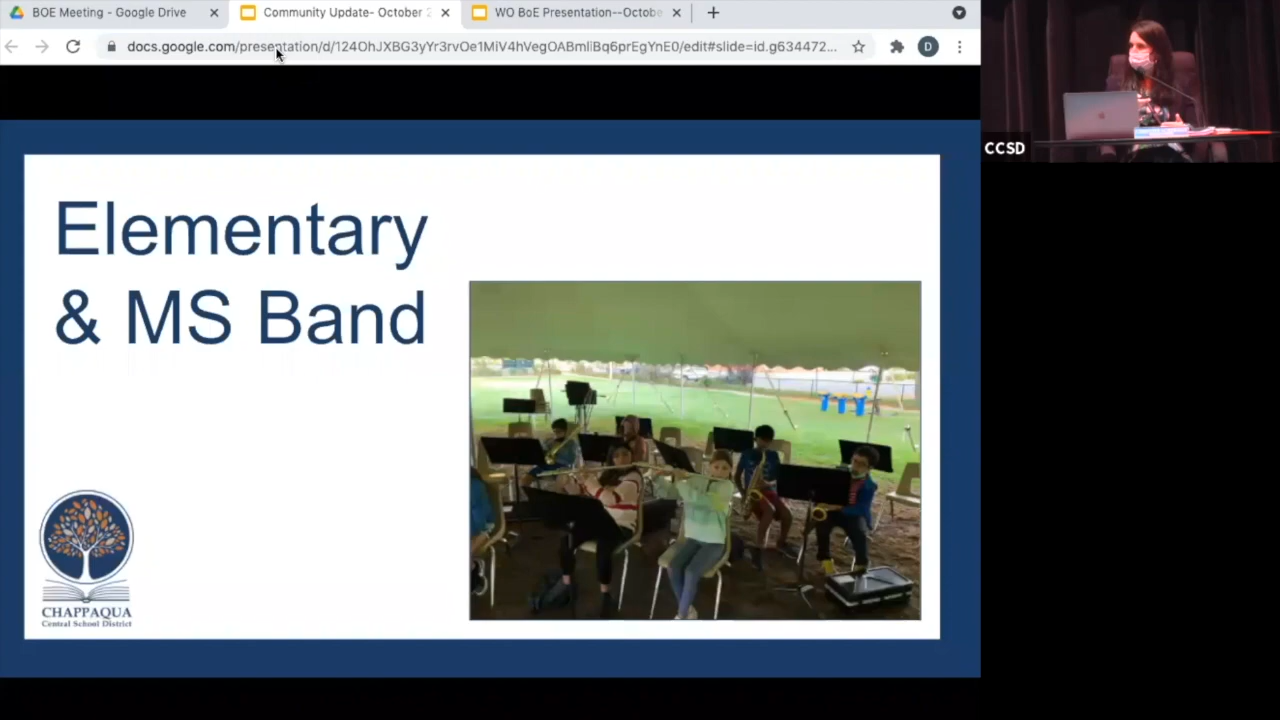 BOE Meeting - Google Drive
Community Update- October 2
WO BoE Presentation--Octobe
docs.google.com/presentation/d/124OhJXBG3yYr3rvOe1MiV4hVegOABmliBq6prEgYnE0/edit#slide=id.g634472...
D
CCSD
Elementary
& MS Band
CHAPPAQUA
Central School District